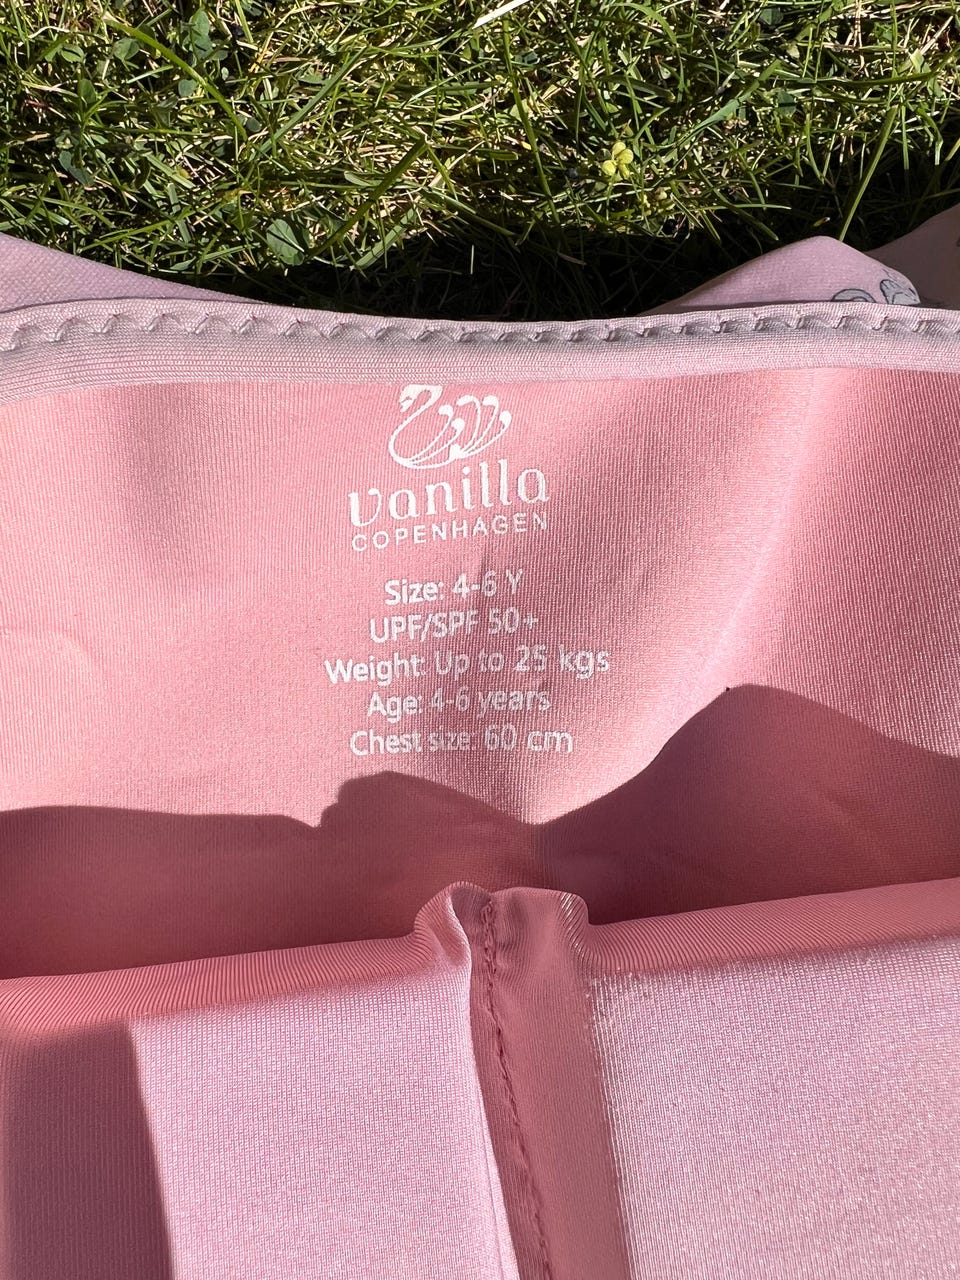 vanilla
COPENHAGEN
Size: 4-6 Y
UPF/SPF 50+
Weight: Up to 25 kgs
Age: 4-6 years
Chest size: 60 cm